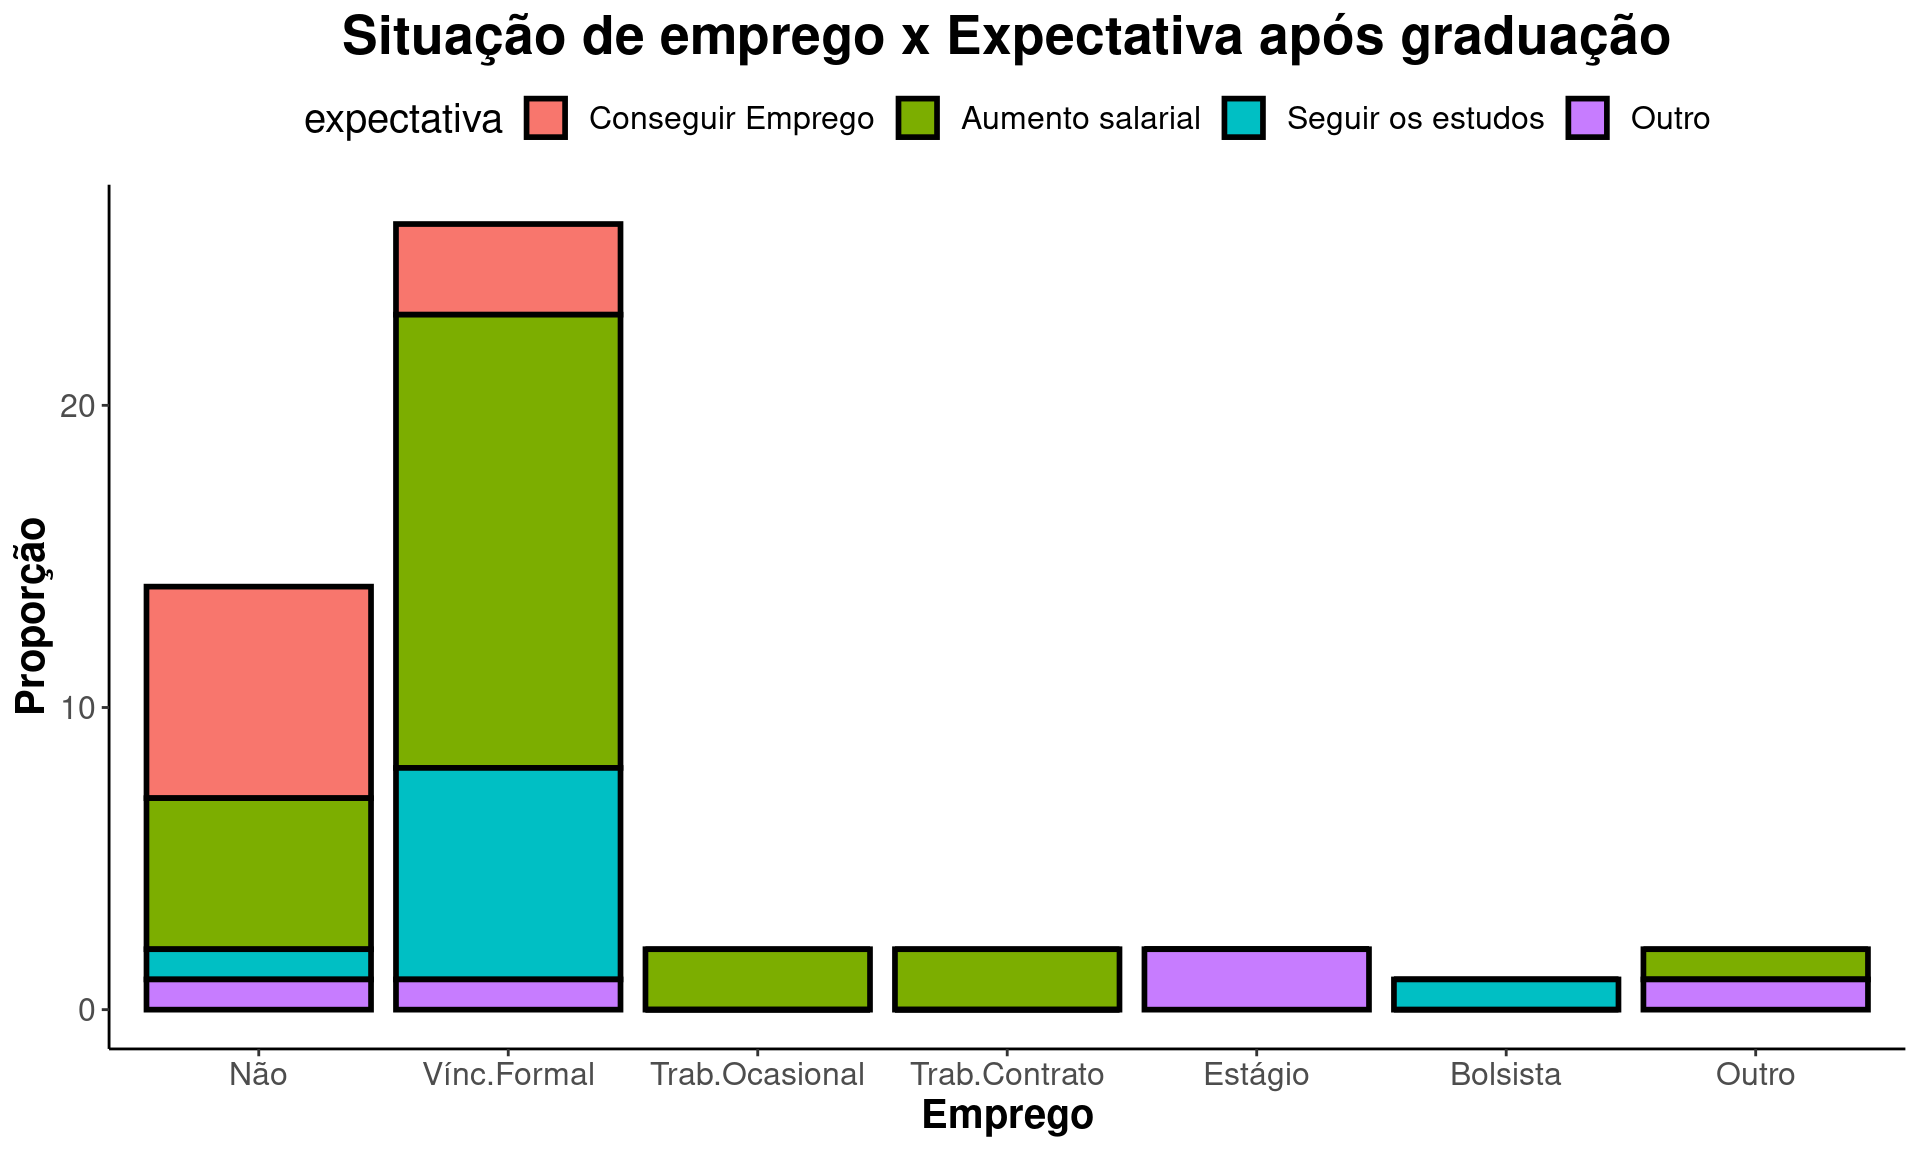 Situação de emprego x Expectativa após graduação
expectativa Conseguir Emprego Aumento salarial Seguir os estudos Outro
Proporção
20
10
0
Não Vínc.Formal Trab.Ocasional Trab.Contrato Estágio Bolsista Outro
Emprego